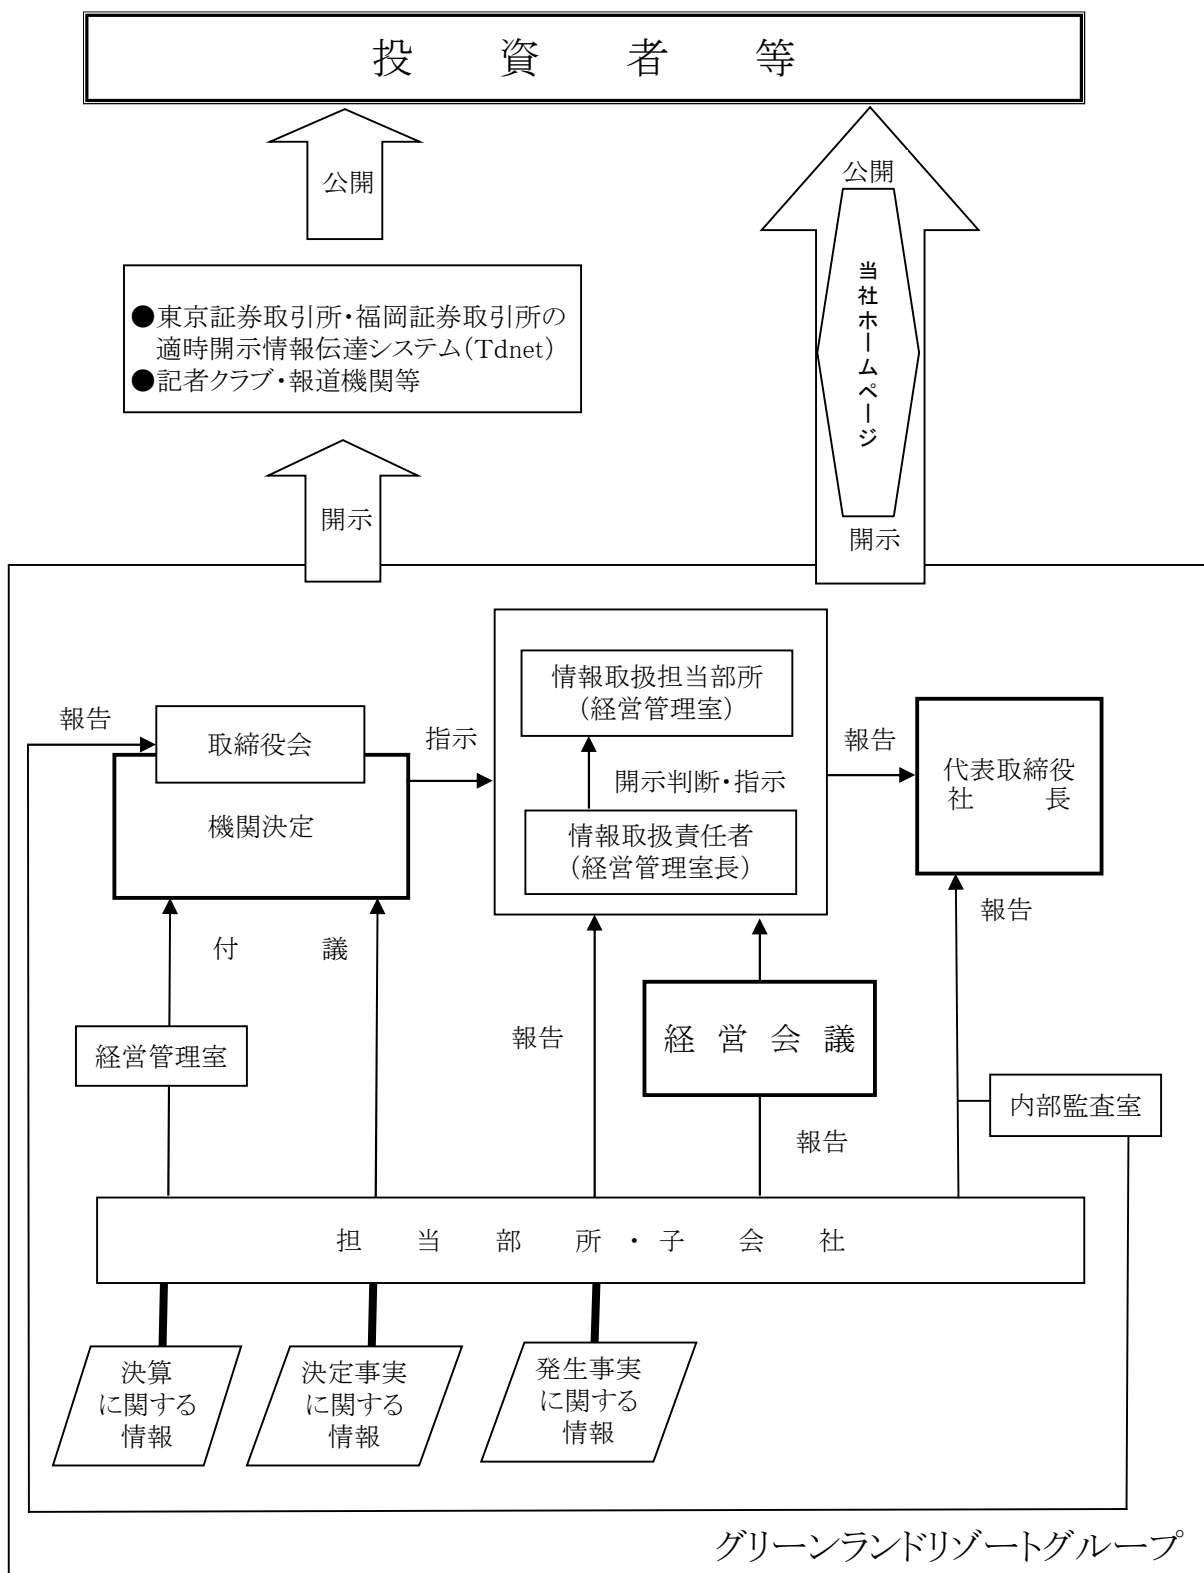 投資者等
公開
公開
当社ホームページ
●東京証券取引所・福岡証券取引所の
適時開示情報伝達システム(Tdnet)
●記者クラブ・報道機関等
開示
開示
報告
取締役会
機関決定
指示
情報取扱担当部所
(経営管理室)
開示判断・指示
情報取扱責任者
(経営管理室長)
報告
代表取締役
社長
報告
付議
経営管理室
報告
経営会議
報告
内部監査室
担当部所・子会社
決算
に関する
情報
決定事実
に関する
情報
発生事実
に関する
情報
グリーンランドリゾートグループ